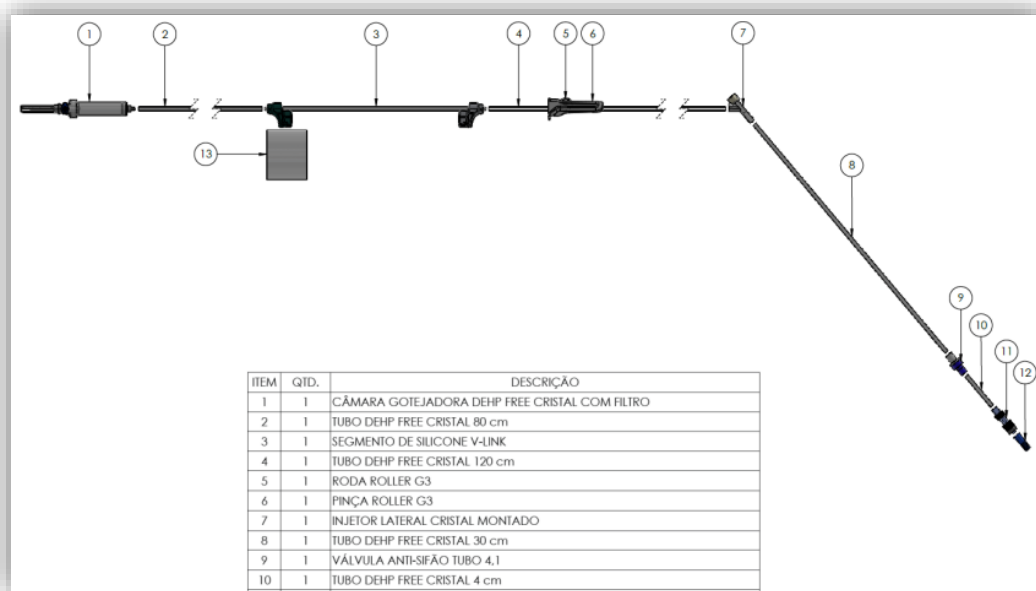 1 2 3 4 5 6 7
13
8
9
10
11
12
ITEM QTD. DESCRIÇÃO
1 1 CÂMARA GOTEJADORA DEHP FREE CRISTAL COM FILTRO
2 1 TUBO DEHP FREE CRISTAL 80 cm
3 1 SEGMENTO DE SILICONE V-LINK
4 1 TUBO DEHP FREE CRISTAL 120 cm
5 1 RODA ROLLER G3
6 1 PINÇA ROLLER G3
7 1 INJETOR LATERAL CRISTAL MONTADO
8 1 TUBO DEHP FREE CRISTAL 30 cm
9 1 VÁLVULA ANTI-SIFÃO TUBO 4,1
10 1 TUBO DEHP FREE CRISTAL 4 cm